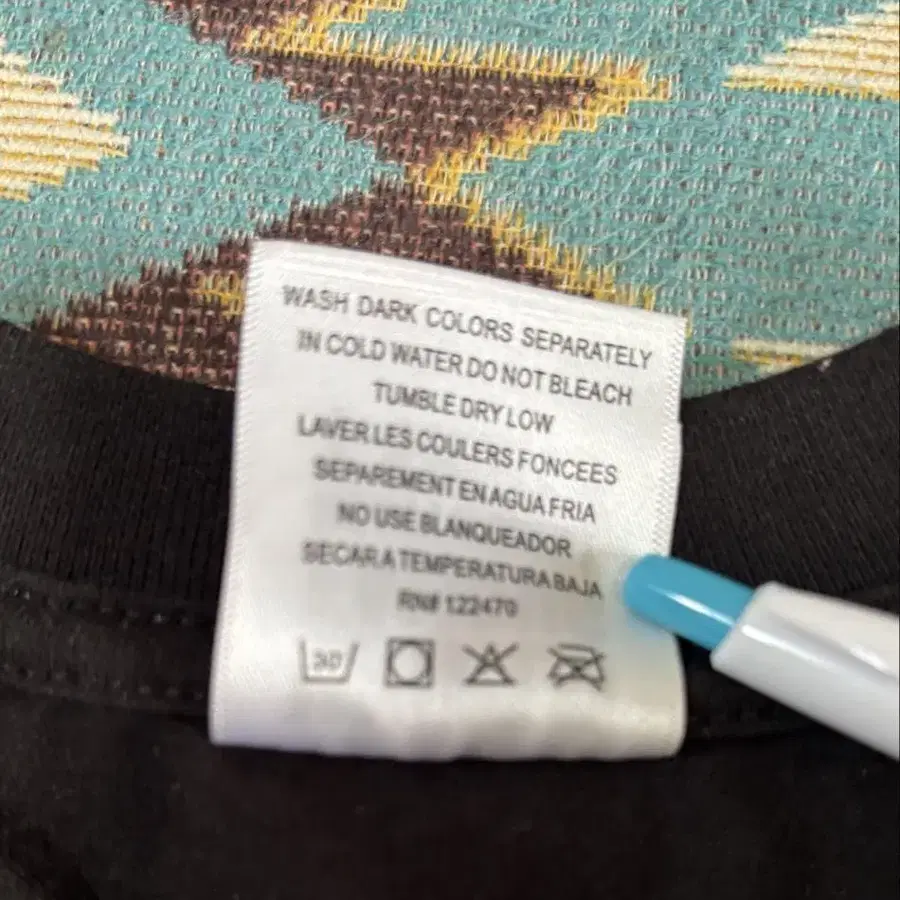 WASH DARK COLORS SEPARATELY
IN COLD WATER DO NOT BLEACH
TUMBLE DRY LOW
LAVER LES COULERS FONCEES
SEPAREMENT EN AGUA FRIA
NO USE BLANQUEADOR
SECAR A TEMPERATURA BAJA
RN# 122470
30